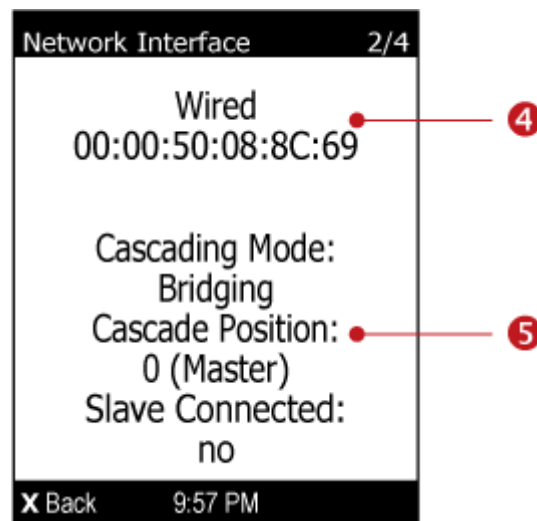 Network Interface 2/4
Wired 4
00:00:50:08:8C:69
Cascading Mode:
Bridging
Cascade Position: 5
0 (Master)
Slave Connected:
no
X Back 9:57 PM